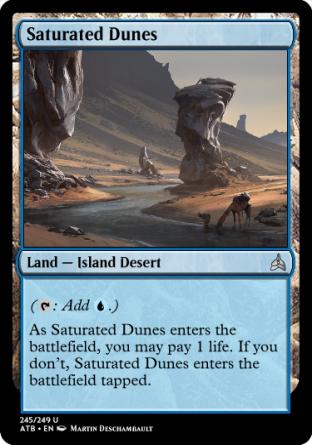 Saturated Dunes
Land — Island Desert
(: Add .)
As Saturated Dunes enters the
battlefield, you may pay 1 life. If you
don't, Saturated Dunes enters the
battlefield tapped.
245/249 U
ATB • EN Martin Deschambault